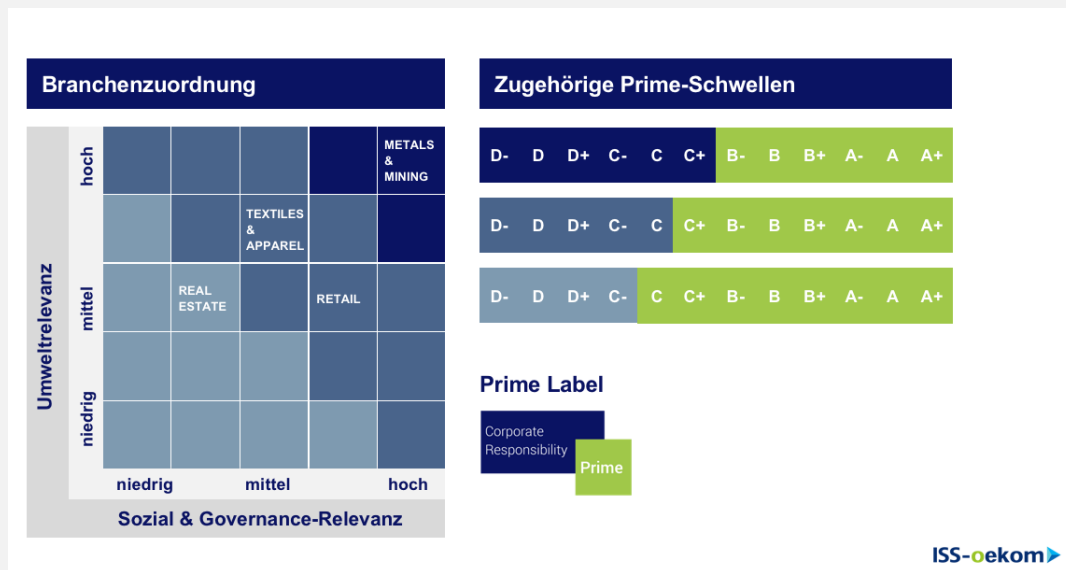 Branchenzuordnung
Umweltrelevanz
hoch
mittel
niedrig
METALS
&
MINING
TEXTILES
&
APPAREL
REAL
ESTATE
RETAIL
niedrig mittel hoch
Sozial & Governance-Relevanz
Zugehörige Prime-Schwellen
D- D D+ C- C C+ B- B B+ A- A A+
D- D D+ C- C C+ B- B B+ A- A A+
D- D D+ C- C C+ B- B B+ A- A A+
Prime Label
Corporate
Responsibility
Prime
ISS-oekom